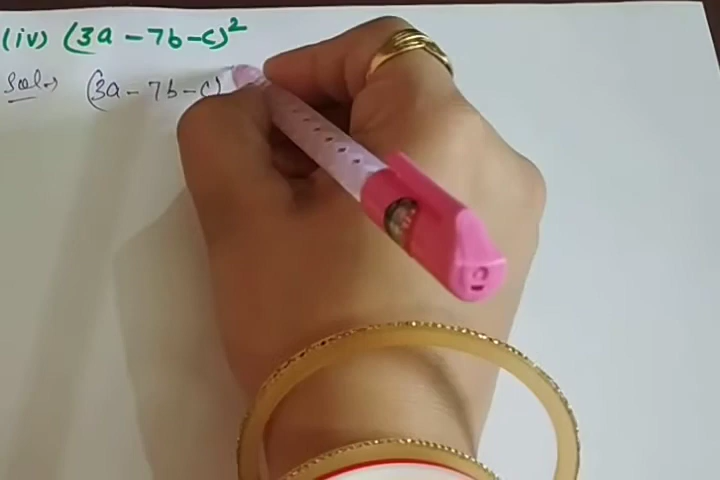 (iv) (3a - 7b - c)²
Sol → (3a - 7b - c)